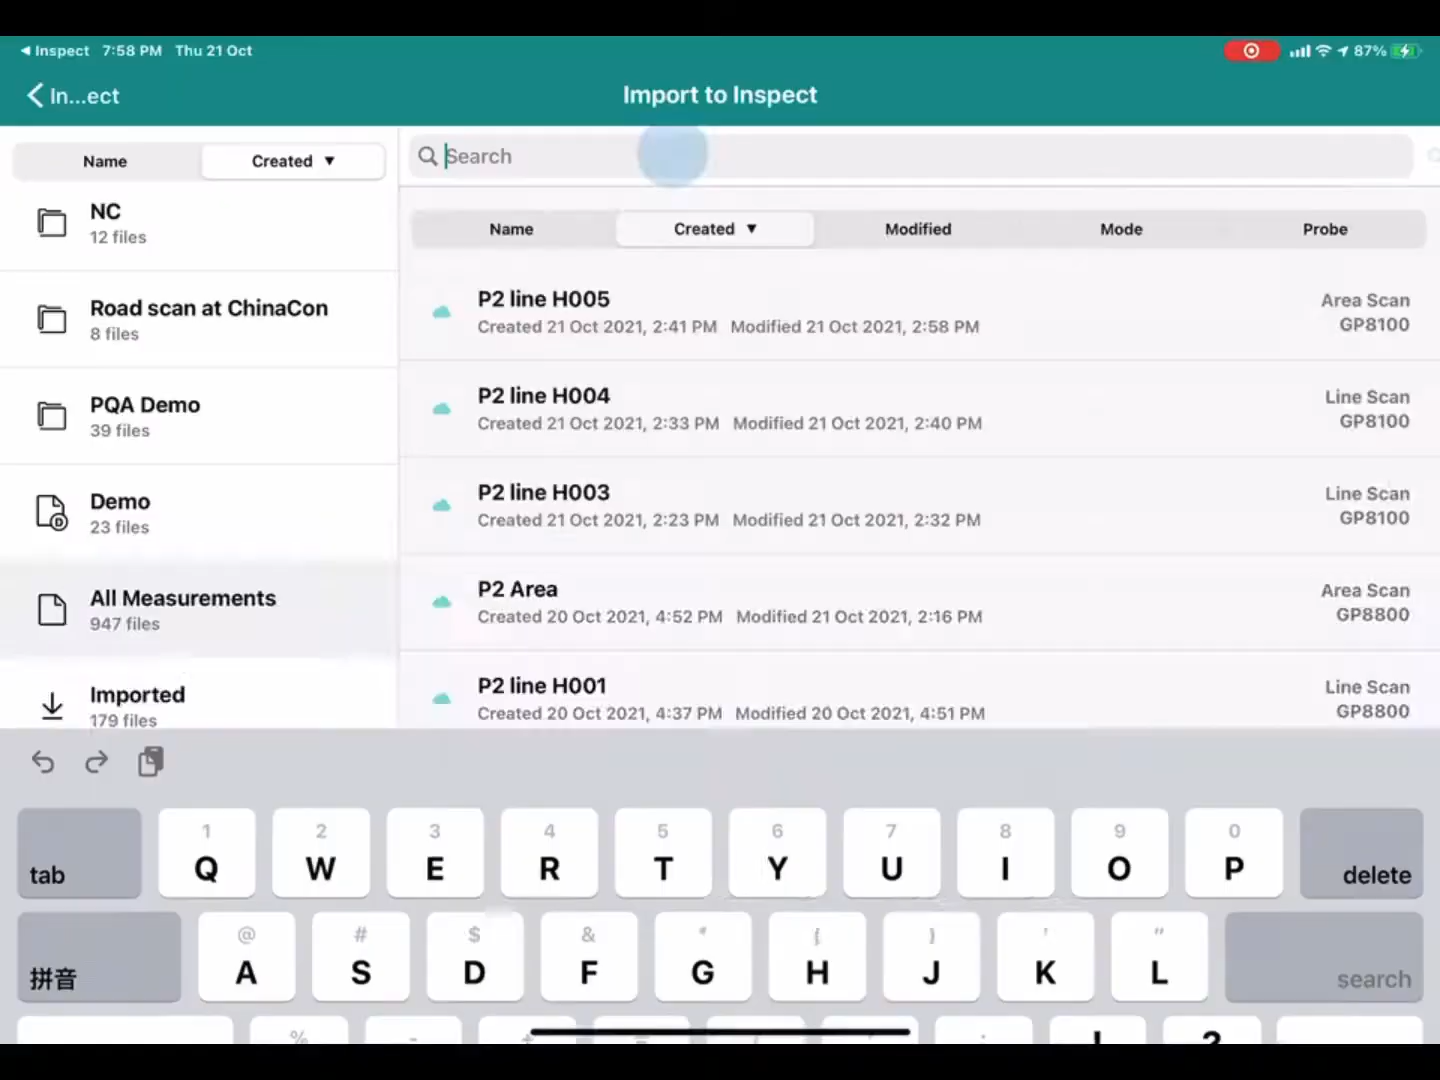 ◀ Inspect 7:58 PM Thu 21 Oct
87%
In...ect
Import to Inspect
Name
Created ▼
Search
NC
12 files
Road scan at ChinaCon
8 files
PQA Demo
39 files
Demo
23 files
All Measurements
947 files
Imported
179 files
Name Created ▼ Modified Mode Probe
P2 line H005
Created 21 Oct 2021, 2:41 PM Modified 21 Oct 2021, 2:58 PM
Area Scan
GP8100
P2 line H004
Created 21 Oct 2021, 2:33 PM Modified 21 Oct 2021, 2:40 PM
Line Scan
GP8100
P2 line H003
Created 21 Oct 2021, 2:23 PM Modified 21 Oct 2021, 2:32 PM
Line Scan
GP8100
P2 Area
Created 20 Oct 2021, 4:52 PM Modified 21 Oct 2021, 2:16 PM
Area Scan
GP8800
P2 line H001
Created 20 Oct 2021, 4:37 PM Modified 20 Oct 2021, 4:51 PM
Line Scan
GP8800
1 2 3 4 5 6 7 8 9 0
tab Q W E R T Y U I O P delete
@ # $ & * ( ) ' "
拼音 A S D F G H J K L search